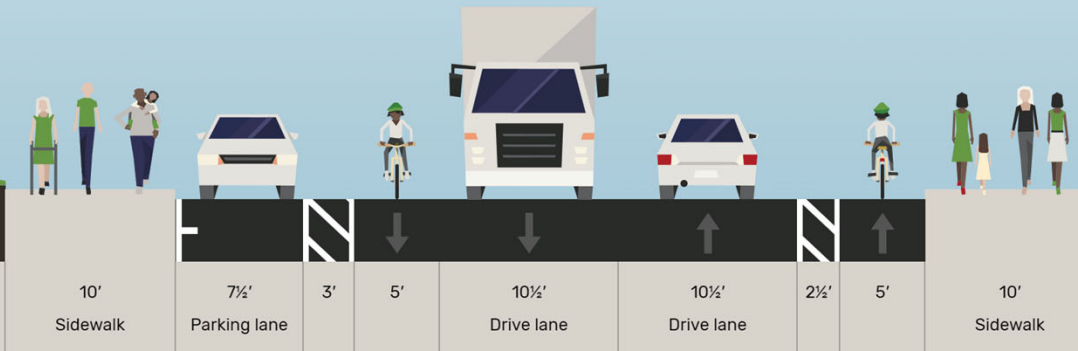 10′ 7½′ 3′ 5′ 10½′ 10½′ 2½′ 5′ 10′
Sidewalk Parking lane Drive lane Drive lane Sidewalk